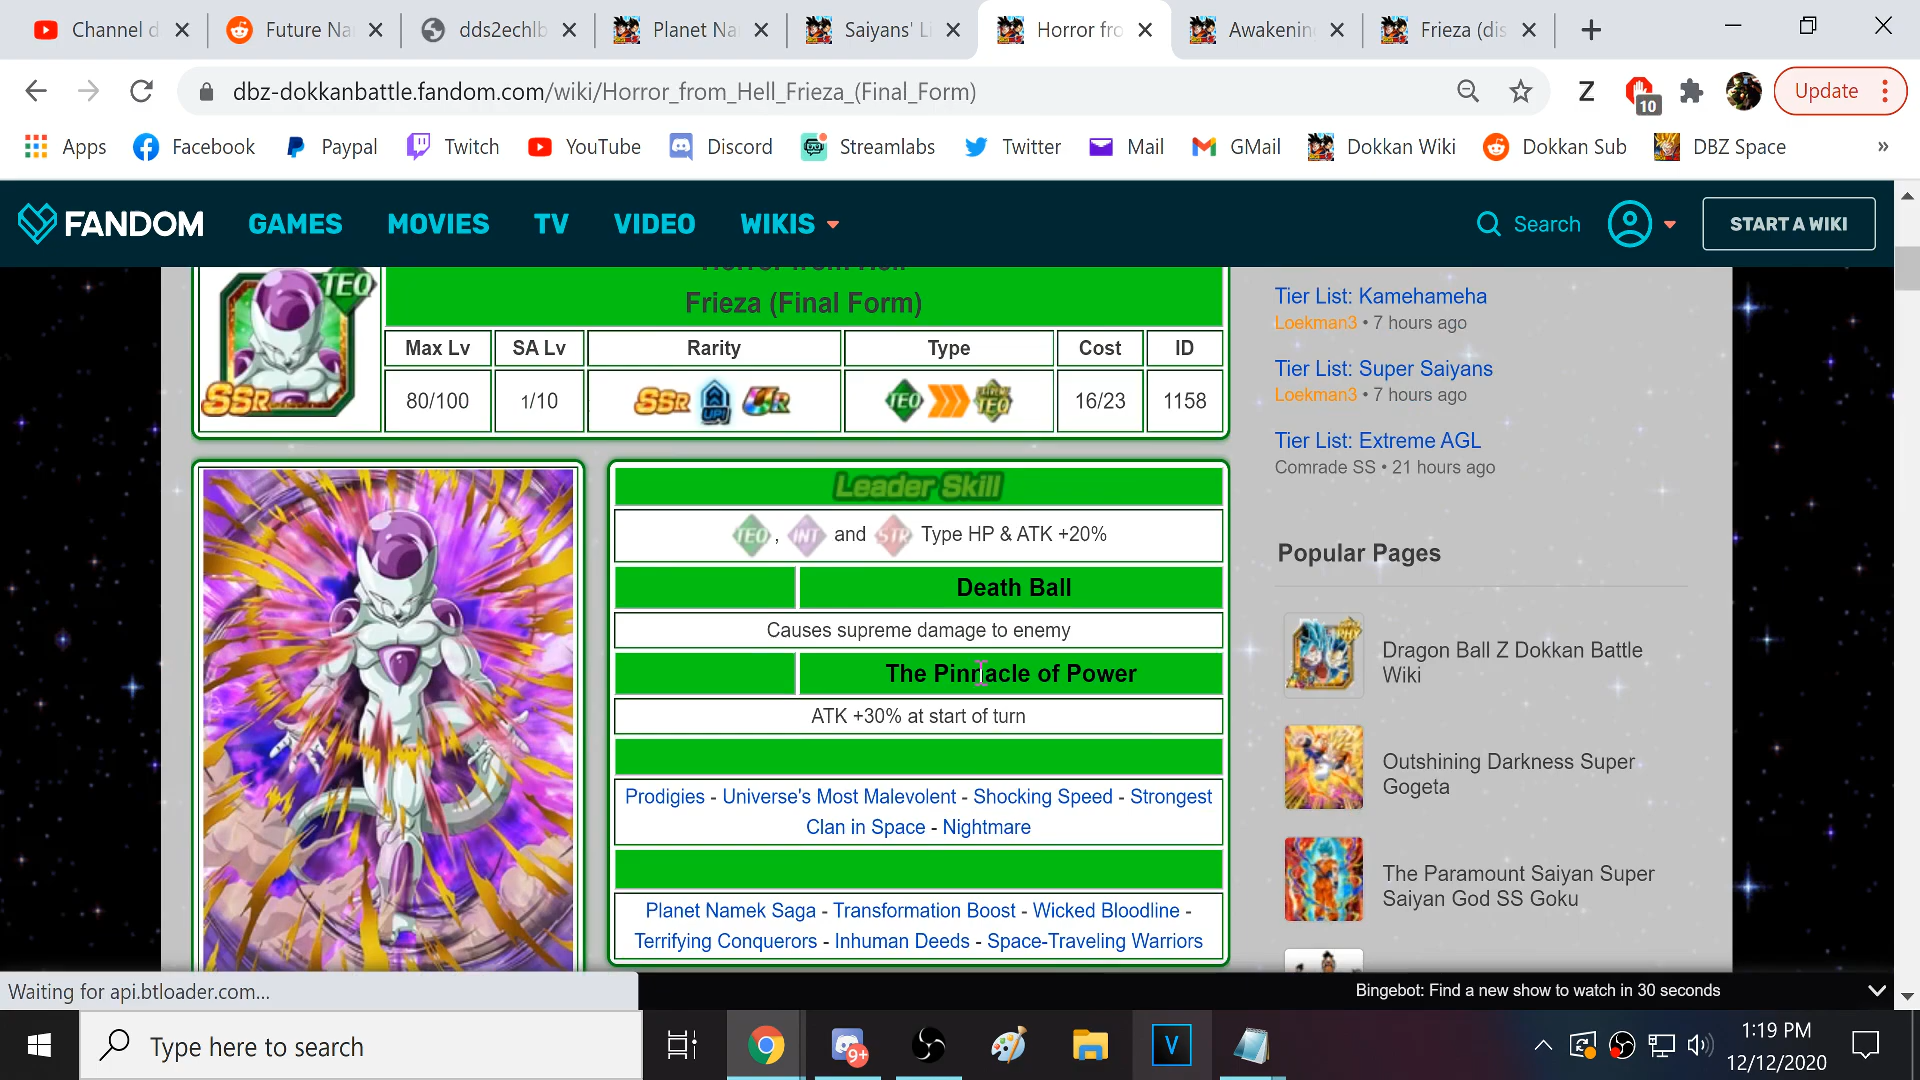 Channel d
Future Na
dds2echlb
Planet Na
Saiyans' Li
Horror fro
Awakenin
Frieza (dis
dbz-dokkanbattle.fandom.com/wiki/Horror_from_Hell_Frieza_(Final_Form)
Z
10
Update
Apps
Facebook
Paypal
Twitch
YouTube
Discord
Streamlabs
Twitter
Mail
GMail
Dokkan Wiki
Dokkan Sub
DBZ Space
»
FANDOM
GAMES
MOVIES
TV
VIDEO
WIKIS
Search
START A WIKI
TEQ
SSR
Horror from Hell
Frieza (Final Form)
Max Lv
SA Lv
Rarity
Type
Cost
ID
80/100
1/10
SSR UP! UR
TEQ TEQ
16/23
1158
Leader Skill
TEQ , INT and STR Type HP & ATK +20%
Death Ball
Causes supreme damage to enemy
The Pinnacle of Power
ATK +30% at start of turn
Prodigies - Universe's Most Malevolent - Shocking Speed - Strongest
Clan in Space - Nightmare
Planet Namek Saga - Transformation Boost - Wicked Bloodline -
Terrifying Conquerors - Inhuman Deeds - Space-Traveling Warriors
Tier List: Kamehameha
Loekman3 • 7 hours ago
Tier List: Super Saiyans
Loekman3 • 7 hours ago
Tier List: Extreme AGL
Comrade SS • 21 hours ago
Popular Pages
Dragon Ball Z Dokkan Battle
Wiki
Outshining Darkness Super
Gogeta
The Paramount Saiyan Super
Saiyan God SS Goku
Waiting for api.btloader.com...
Bingebot: Find a new show to watch in 30 seconds
Type here to search
9+
V
1:19 PM
12/12/2020